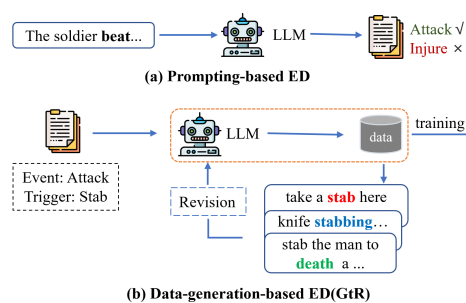 The soldier beat...
LLM
Attack √
Injure ×
(a) Prompting-based ED
LLM
data
training
Event: Attack
Trigger: Stab
Revision
take a stab here
knife stabbing…
stab the man to
death a ...
(b) Data-generation-based ED(GtR)